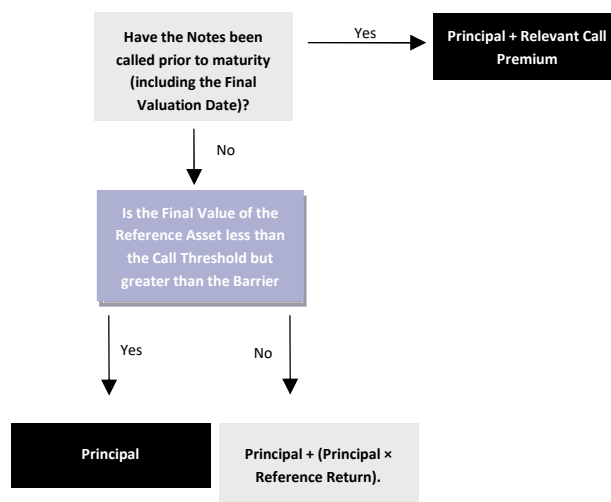 Have the Notes been
called prior to maturity
(including the Final
Valuation Date)?
Yes
Principal + Relevant Call
Premium
No
Is the Final Value of the
Reference Asset less than
the Call Threshold but
greater than the Barrier
Yes
No
Principal
Principal + (Principal ×
Reference Return).